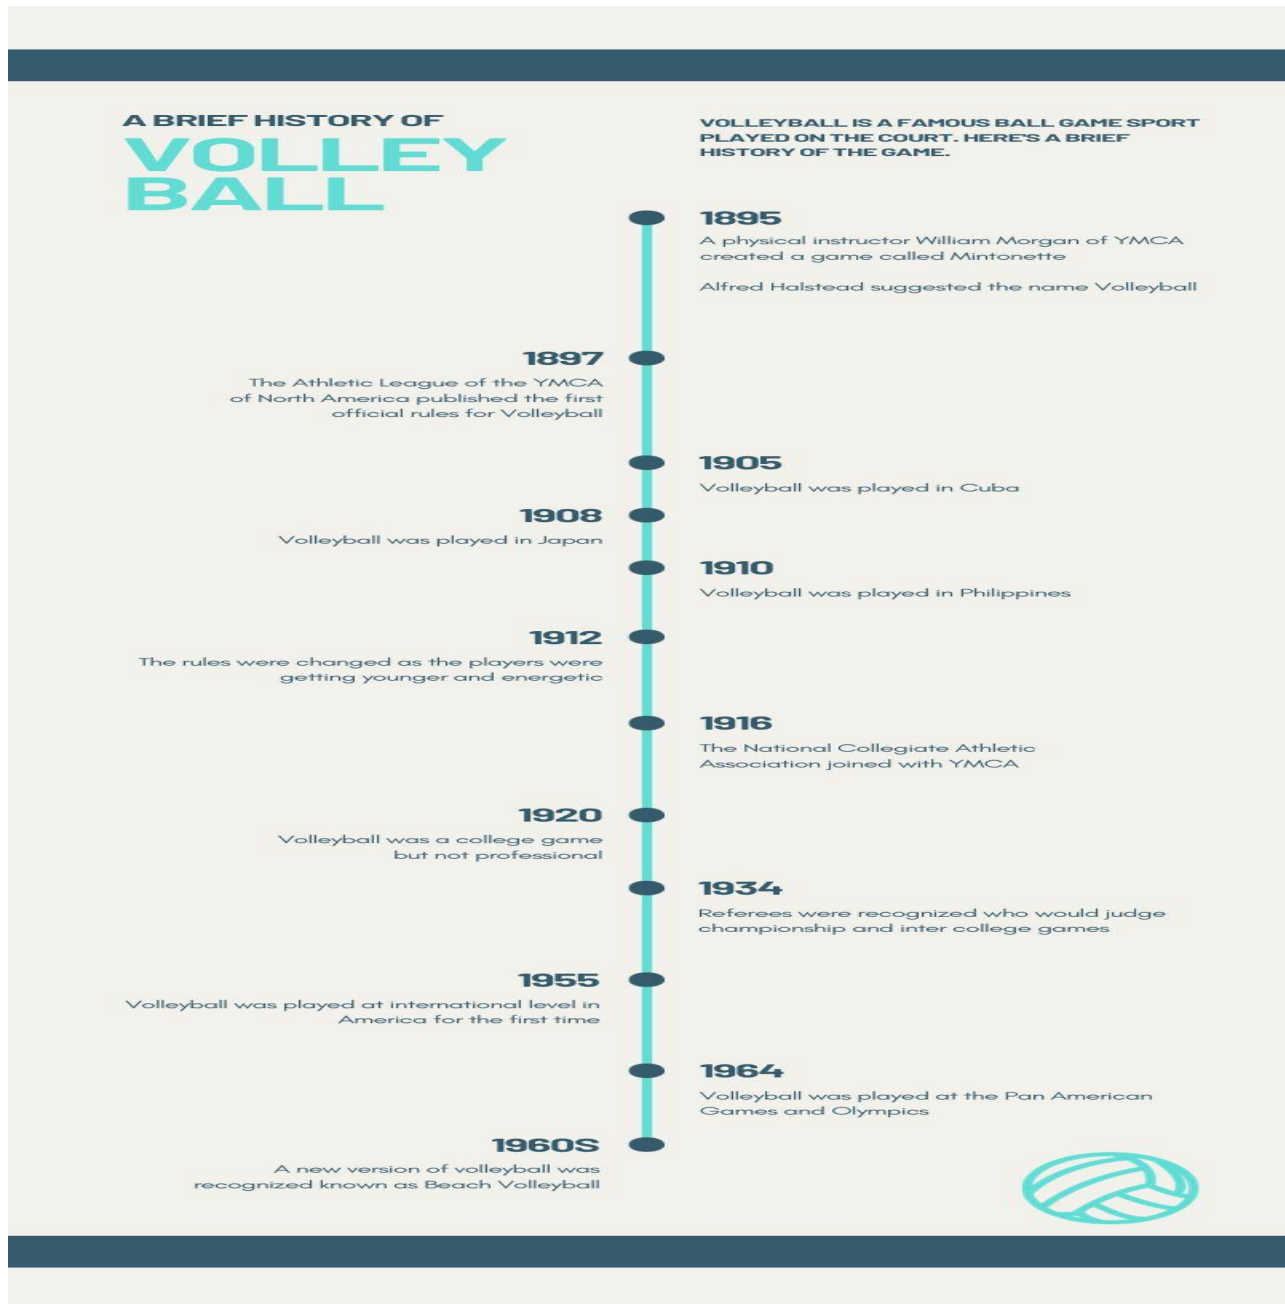 A BRIEF HISTORY OF
VOLLEY
BALL
VOLLEYBALL IS A FAMOUS BALL GAME SPORT
PLAYED ON THE COURT. HERE'S A BRIEF
HISTORY OF THE GAME.
1895
A physical instructor William Morgan of YMCA
created a game called Mintonette
Alfred Halstead suggested the name Volleyball
1897
The Athletic League of the YMCA
of North America published the first
official rules for Volleyball
1905
Volleyball was played in Cuba
1908
Volleyball was played in Japan
1910
Volleyball was played in Philippines
1912
The rules were changed as the players were
getting younger and energetic
1916
The National Collegiate Athletic
Association joined with YMCA
1920
Volleyball was a college game
but not professional
1934
Referees were recognized who would judge
championship and inter college games
1955
Volleyball was played at international level in
America for the first time
1964
Volleyball was played at the Pan American
Games and Olympics
1960S
A new version of volleyball was
recognized known as Beach Volleyball